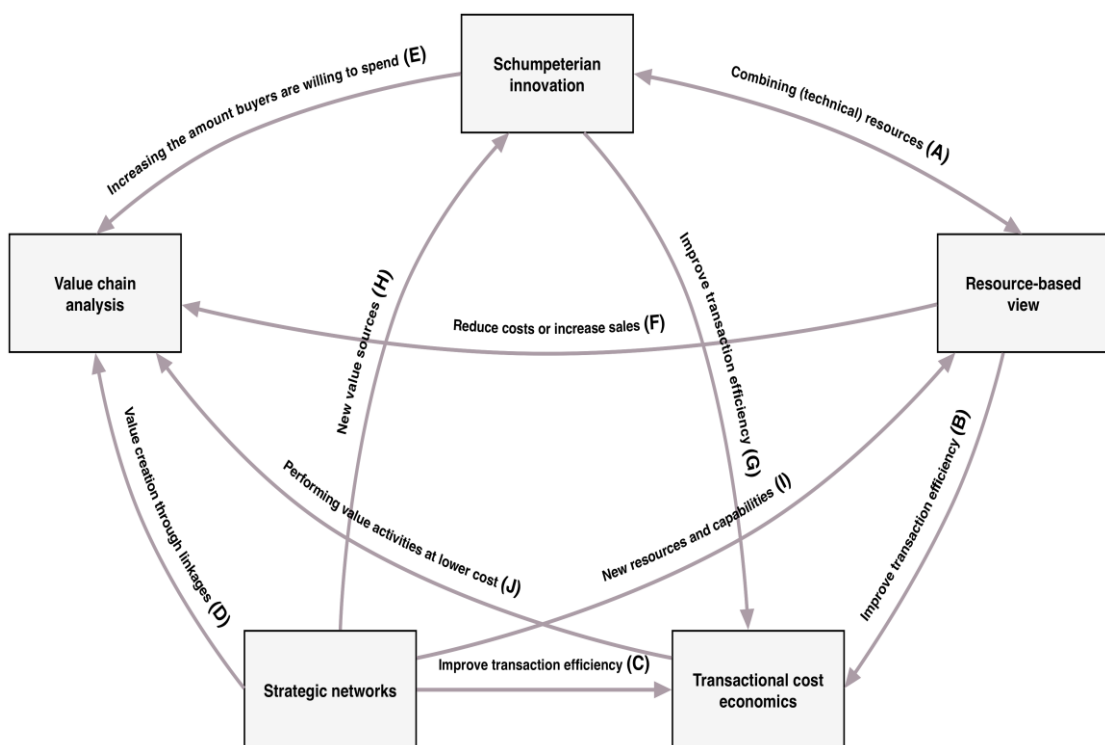 Schumpeterian
innovation
Increasing the amount buyers are willing to spend (E)
Combining (technical) resources (A)
Value chain
analysis
Resource-based
view
New value sources (H)
Improve transaction efficiency (G)
Reduce costs or increase sales (F)
Value creation through linkages (D)
Performing value activities at lower cost (J)
New resources and capabilities (I)
Improve transaction efficiency (B)
Strategic networks
Improve transaction efficiency (C)
Transactional cost
economics